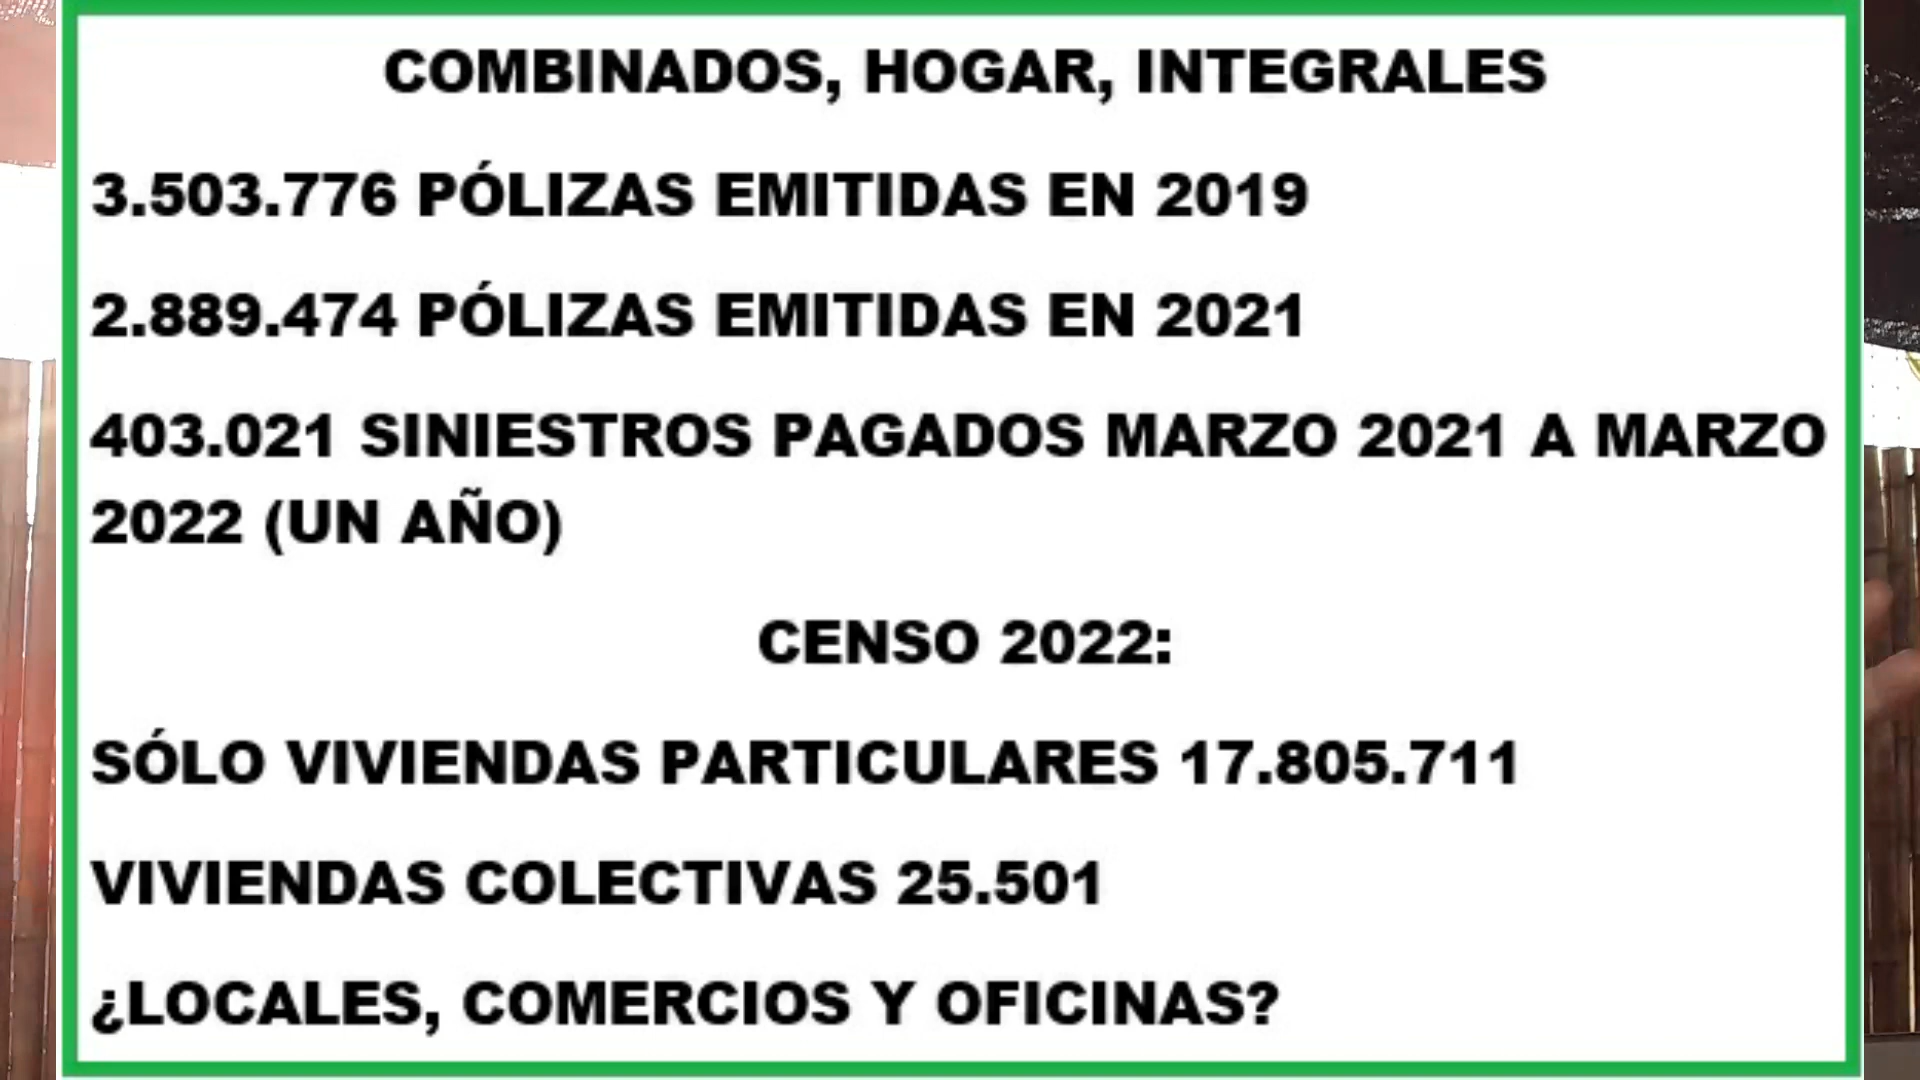 COMBINADOS, HOGAR, INTEGRALES
3.503.776 PÓLIZAS EMITIDAS EN 2019
2.889.474 PÓLIZAS EMITIDAS EN 2021
403.021 SINIESTROS PAGADOS MARZO 2021 A MARZO
2022 (UN AÑO)
CENSO 2022:
SÓLO VIVIENDAS PARTICULARES 17.805.711
VIVIENDAS COLECTIVAS 25.501
¿LOCALES, COMERCIOS Y OFICINAS?